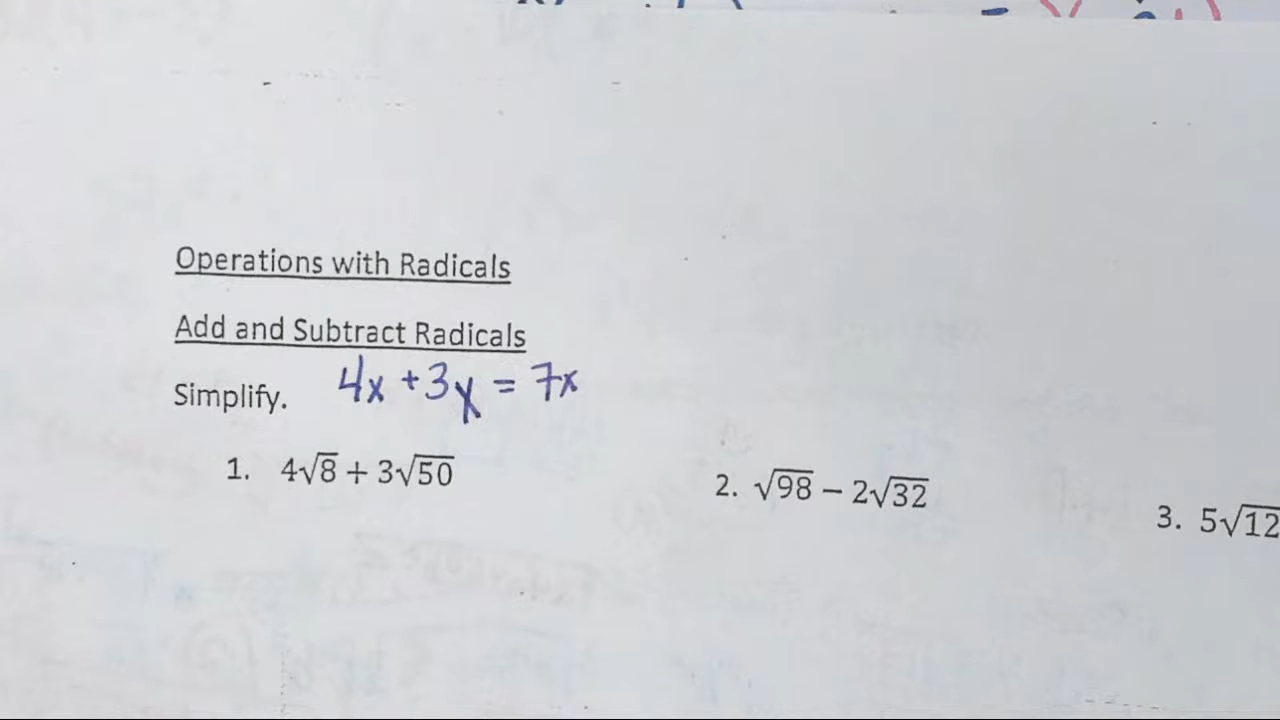 Operations with Radicals
Add and Subtract Radicals
Simplify. 4x + 3y = 7x
1. 4√8 + 3√50
2. √98 − 2√32
3. 5√12